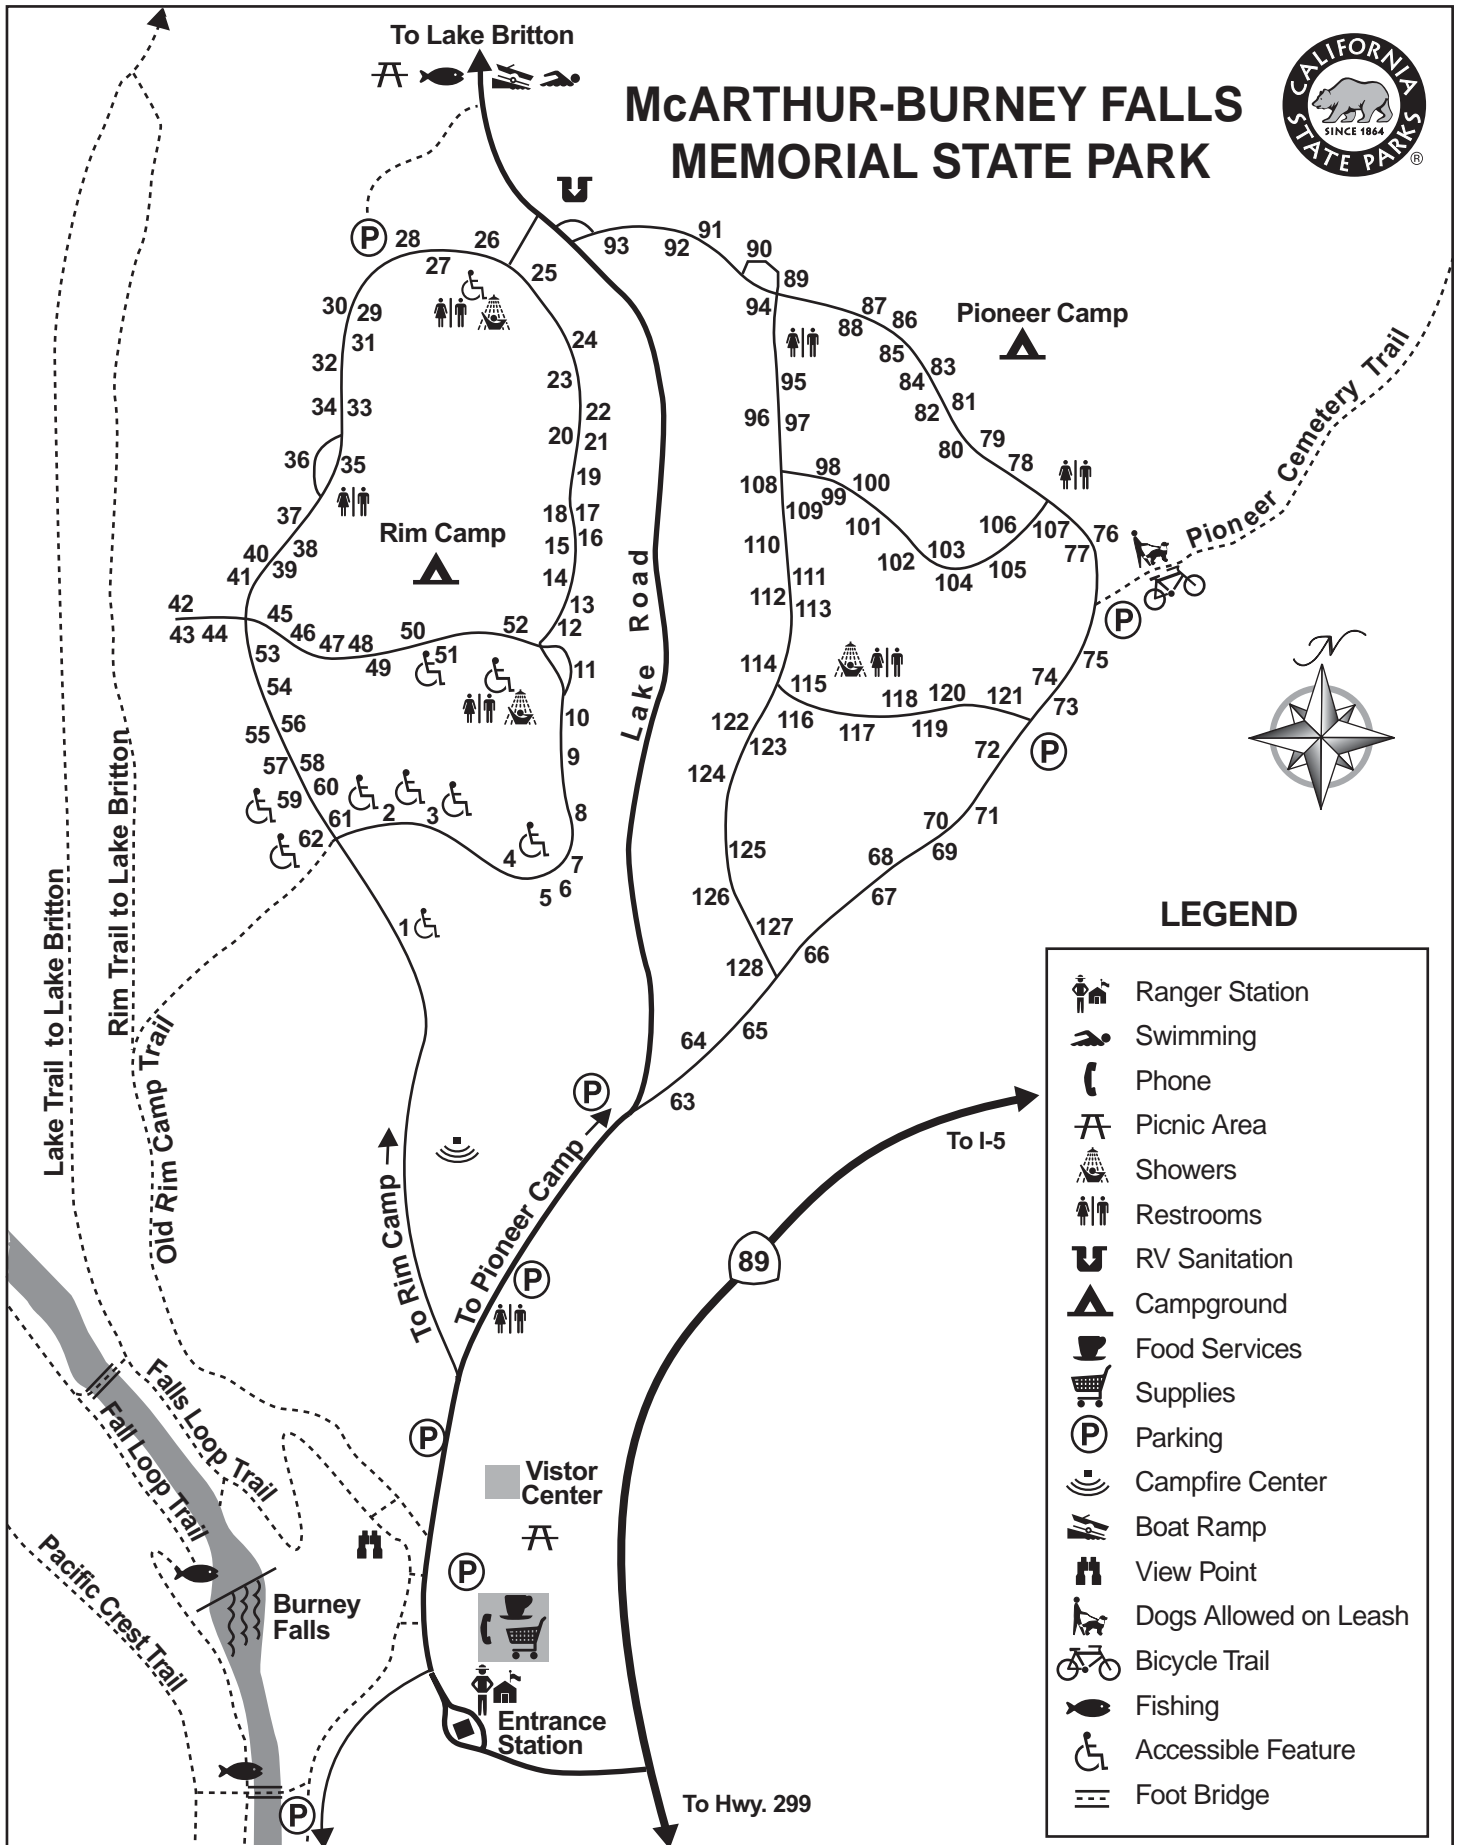 To Lake Britton
McARTHUR-BURNEY FALLS
MEMORIAL STATE PARK
CALIFORNIA
STATE PARKS
SINCE 1864
®
P
28
26
27
25
30
29
31
32
24
23
34
33
22
20
21
36
35
19
37
18
17
16
15
38
40
39
41
14
13
12
Rim Camp
42
43
44
45
46
47
48
49
50
51
52
11
53
54
10
56
55
9
57
58
60
59
61
62
2
3
8
4
7
6
5
1
93
92
91
90
89
94
87
88
86
85
83
84
81
82
79
80
78
95
96
97
Pioneer Camp
108
98
99
100
109
101
106
107
76
77
110
102
103
104
105
111
112
113
P
114
115
75
74
73
116
117
118
119
120
121
122
123
72
P
124
71
70
69
125
68
67
126
127
66
128
65
64
63
Lake Road
Pioneer Cemetery Trail
N
Lake Trail to Lake Britton
Rim Trail to Lake Britton
Old Rim Camp Trail
P
To Rim Camp
To Pioneer Camp
P
To I-5
89
Falls Loop Trail
Fall Loop Trail
P
Vistor
Center
Pacific Crest Trail
P
Burney
Falls
Entrance
Station
P
To Hwy. 299
LEGEND
Ranger Station
Swimming
Phone
Picnic Area
Showers
Restrooms
RV Sanitation
Campground
Food Services
Supplies
P Parking
Campfire Center
Boat Ramp
View Point
Dogs Allowed on Leash
Bicycle Trail
Fishing
Accessible Feature
Foot Bridge